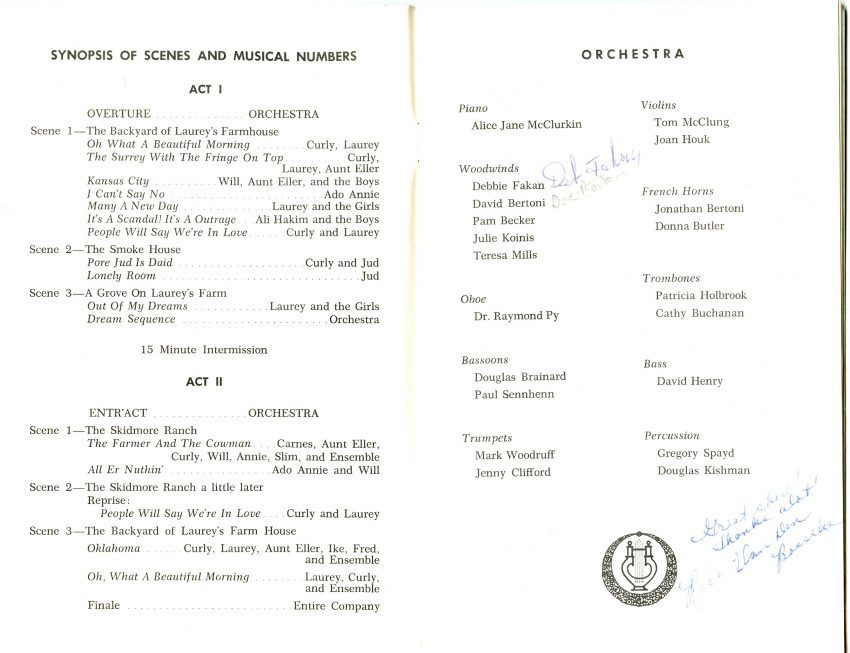 SYNOPSIS OF SCENES AND MUSICAL NUMBERS
ACT I
OVERTURE . . . . . . . . . . . . . . ORCHESTRA
Scene 1—The Backyard of Laurey's Farmhouse
Oh What A Beautiful Morning . . . . . . . . Curly, Laurey
The Surrey With The Fringe On Top . . . . . . . . . . Curly,
Laurey, Aunt Eller
Kansas City . . . . . . . . . . Will, Aunt Eller, and the Boys
I Can't Say No . . . . . . . . . . . . . . . . . . . . . . . . . Ado Annie
Many A New Day . . . . . . . . . . . . . . Laurey and the Girls
It's A Scandal! It's A Outrage . . . Ali Hakim and the Boys
People Will Say We're In Love . . . . . Curly and Laurey
Scene 2—The Smoke House
Pore Jud Is Daid . . . . . . . . . . . . . . . . . . . . Curly and Jud
Lonely Room . . . . . . . . . . . . . . . . . . . . . . . . . . . . . . . Jud
Scene 3—A Grove On Laurey's Farm
Out Of My Dreams . . . . . . . . . . . . Laurey and the Girls
Dream Sequence . . . . . . . . . . . . . . . . . . . . . . . Orchestra
15 Minute Intermission
ACT II
ENTR'ACT . . . . . . . . . . . . . . . ORCHESTRA
Scene 1—The Skidmore Ranch
The Farmer And The Cowman . . . Carnes, Aunt Eller,
Curly, Will, Annie, Slim, and Ensemble
All Er Nuthin' . . . . . . . . . . . . . . . . Ado Annie and Will
Scene 2—The Skidmore Ranch a little later
Reprise:
People Will Say We're In Love . . . . Curly and Laurey
Scene 3—The Backyard of Laurey's Farm House
Oklahoma . . . . . . Curly, Laurey, Aunt Eller, Ike, Fred,
and Ensemble
Oh, What A Beautiful Morning . . . . . . . . Laurey, Curly,
and Ensemble
Finale . . . . . . . . . . . . . . . . . . . . . . . . . . Entire Company
ORCHESTRA
Piano
Alice Jane McClurkin
Woodwinds
Debbie Fakan
David Bertoni
Pam Becker
Julie Koinis
Teresa Mills
Oboe
Dr. Raymond Py
Bassoons
Douglas Brainard
Paul Sennhenn
Trumpets
Mark Woodruff
Jenny Clifford
Violins
Tom McClung
Joan Houk
French Horns
Jonathan Bertoni
Donna Butler
Trombones
Patricia Holbrook
Cathy Buchanan
Bass
David Henry
Percussion
Gregory Spayd
Douglas Kishman
Great show!
Thanks alot!
Van Den